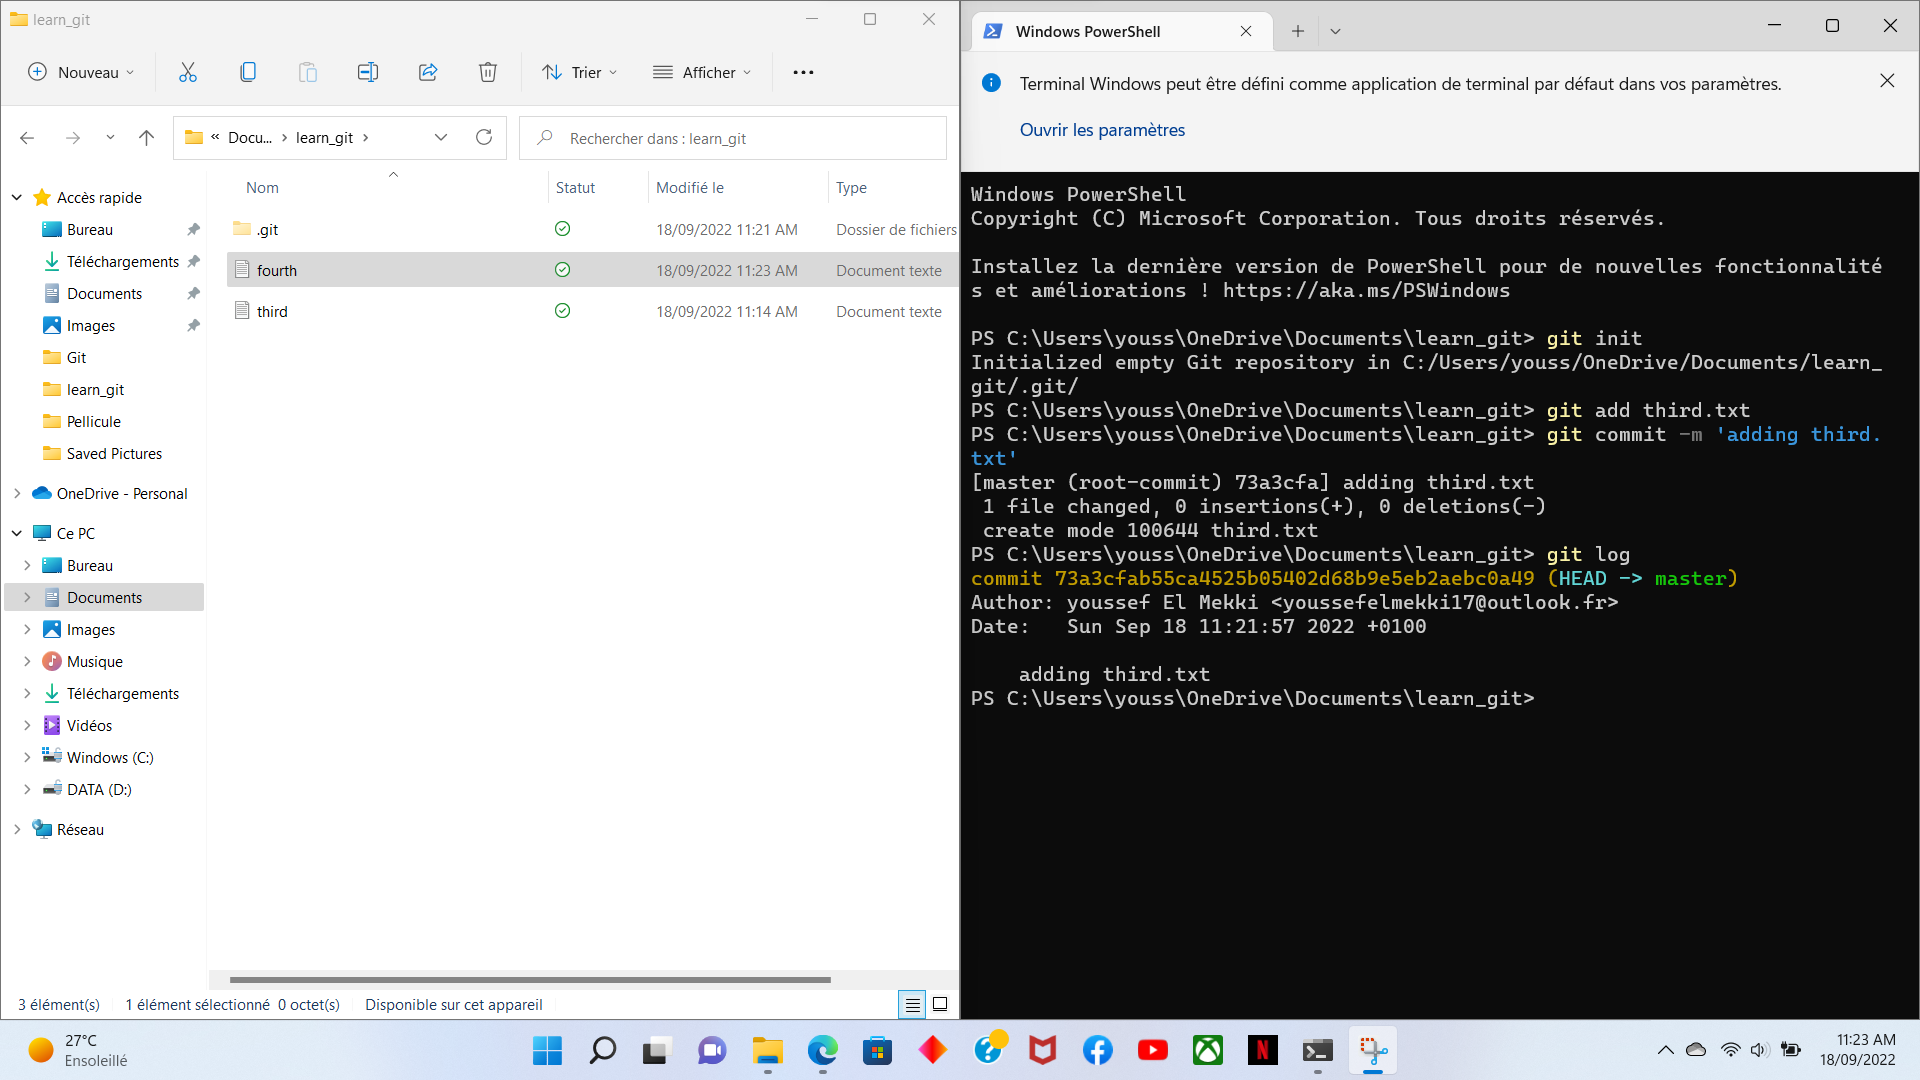 learn_git
Nouveau
Trier
Afficher
« Docu... > learn_git >
Rechercher dans : learn_git
Nom Statut Modifié le Type
.git 18/09/2022 11:21 AM Dossier de fichiers
fourth 18/09/2022 11:23 AM Document texte
third 18/09/2022 11:14 AM Document texte
Accès rapide
Bureau
Téléchargements
Documents
Images
Git
learn_git
Pellicule
Saved Pictures
OneDrive - Personal
Ce PC
Bureau
Documents
Images
Musique
Téléchargements
Vidéos
Windows (C:)
DATA (D:)
Réseau
3 élément(s) 1 élément sélectionné 0 octet(s) Disponible sur cet appareil
Windows PowerShell
Terminal Windows peut être défini comme application de terminal par défaut dans vos paramètres.
Ouvrir les paramètres
Windows PowerShell
Copyright (C) Microsoft Corporation. Tous droits réservés.
Installez la dernière version de PowerShell pour de nouvelles fonctionnalité
s et améliorations ! https://aka.ms/PSWindows
PS C:\Users\youss\OneDrive\Documents\learn_git> git init
Initialized empty Git repository in C:/Users/youss/OneDrive/Documents/learn_
git/.git/
PS C:\Users\youss\OneDrive\Documents\learn_git> git add third.txt
PS C:\Users\youss\OneDrive\Documents\learn_git> git commit -m 'adding third.
txt'
[master (root-commit) 73a3cfa] adding third.txt
 1 file changed, 0 insertions(+), 0 deletions(-)
 create mode 100644 third.txt
PS C:\Users\youss\OneDrive\Documents\learn_git> git log
commit 73a3cfab55ca4525b05402d68b9e5eb2aebc0a49 (HEAD -> master)
Author: youssef El Mekki <youssefelmekki17@outlook.fr>
Date:   Sun Sep 18 11:21:57 2022 +0100
    adding third.txt
PS C:\Users\youss\OneDrive\Documents\learn_git>
27°C
Ensoleillé
11:23 AM
18/09/2022